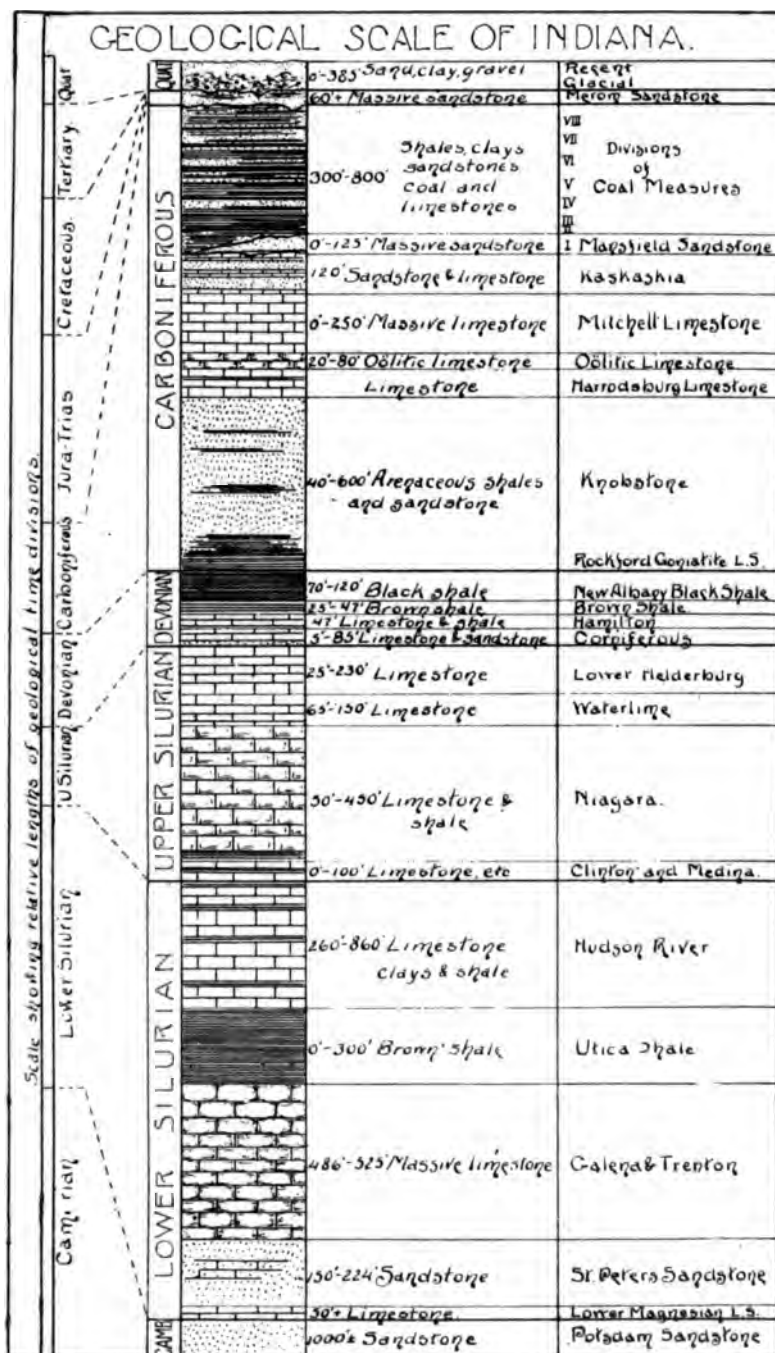 GEOLOGICAL SCALE OF INDIANA.
Scale showing relative lengths of geological time divisions.
Quar
Tertiary
Cretaceous
Jura-Trias
Carboniferous
Devonian
U Silurian
Lower Silurian
Cam rian
QUAT
0'-385' Sand, clay, gravel Recent
Glacial
60'+ Massive sandstone Merom Sandstone
CARBONIFEROUS
300'-800' Shales, clays
sandstones
coal and
limestones
VIII
VII
VI
V
IV
III
II
Divisions
of
Coal Measures
0'-125' Massive sandstone I Mansfield Sandstone
120' Sandstone & limestone Kaskaskia
0'-250' Massive limestone Mitchell Limestone
20'-80' Oölitic limestone Oölitic Limestone
Limestone Harrodsburg Limestone
40'-600' Arenaceous shales
and sandstone
Knobstone
Rockford Goniatite L.S.
DEVONIAN
70'-120' Black shale New Albany Black Shale
25'-47' Brown shale Brown Shale
47' Limestone & shale Hamilton
5'-85' Limestone & sandstone Corniferous
UPPER SILURIAN
25'-230' Limestone Lower Helderburg
65'-150' Limestone Waterlime
50'-450' Limestone &
shale
Niagara.
0'-100' Limestone, etc Clinton and Medina.
LOWER SILURIAN
260'-860' Limestone
clays & shale
Hudson River
0'-300' Brown Shale Utica Shale
486'-525' Massive limestone Galena & Trenton
150'-224' Sandstone St. Peters Sandstone
50'+ Limestone. Lower Magnesian L.S.
CAMB
1000'± Sandstone Potsdam Sandstone